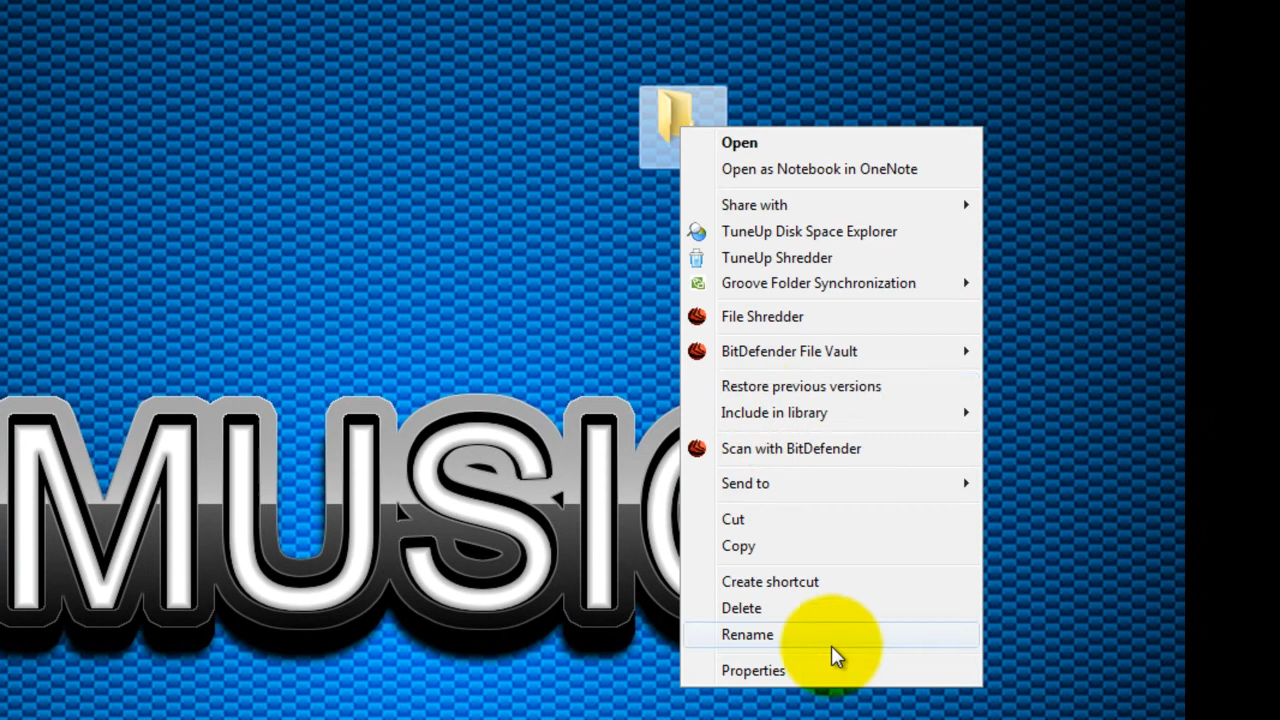 Open
Open as Notebook in OneNote
Share with
TuneUp Disk Space Explorer
TuneUp Shredder
Groove Folder Synchronization
File Shredder
BitDefender File Vault
Restore previous versions
Include in library
Scan with BitDefender
Send to
Cut
Copy
Create shortcut
Delete
Rename
Properties
MUSIC